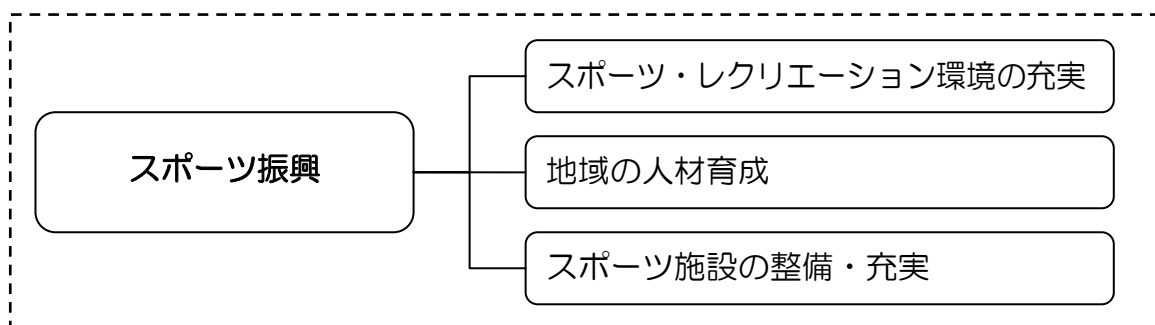 スポーツ・レクリエーション環境の充実
スポーツ振興
地域の人材育成
スポーツ施設の整備・充実